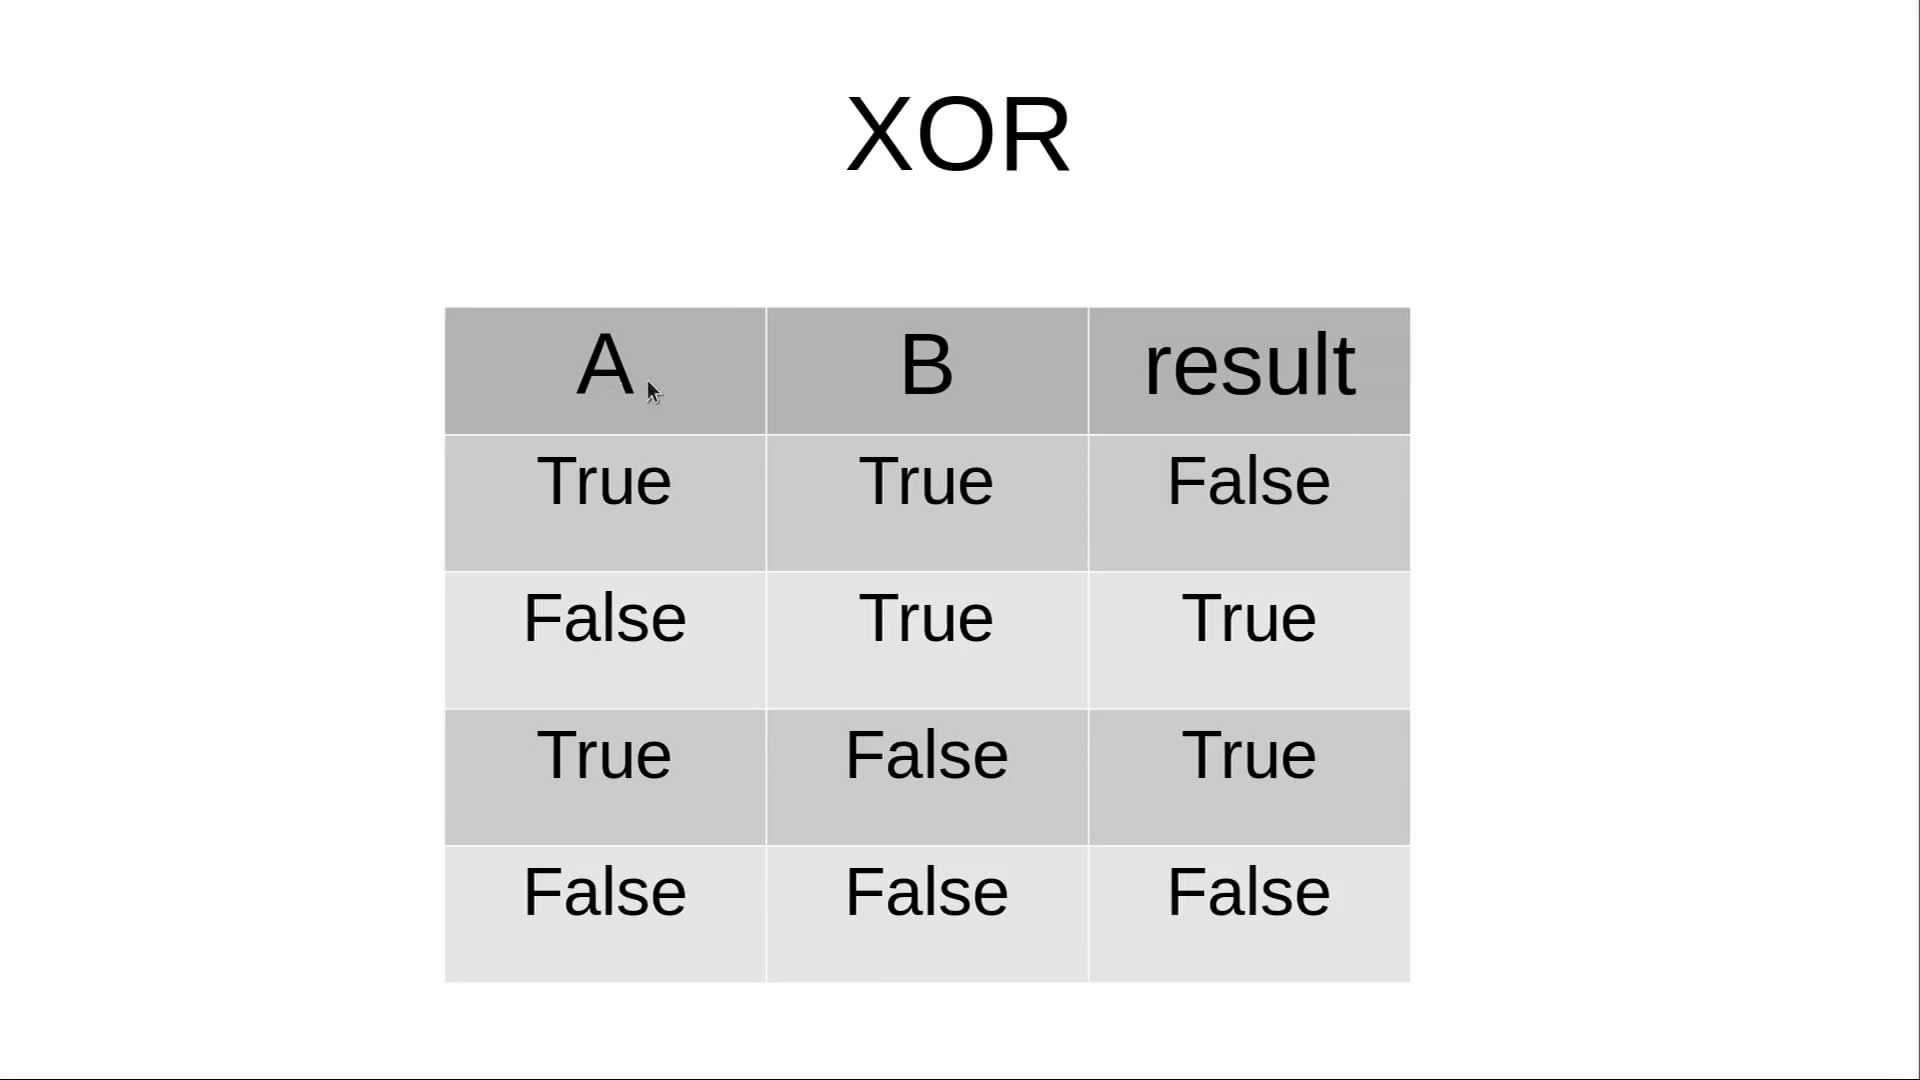 XOR
A B result
True True False
False True True
True False True
False False False